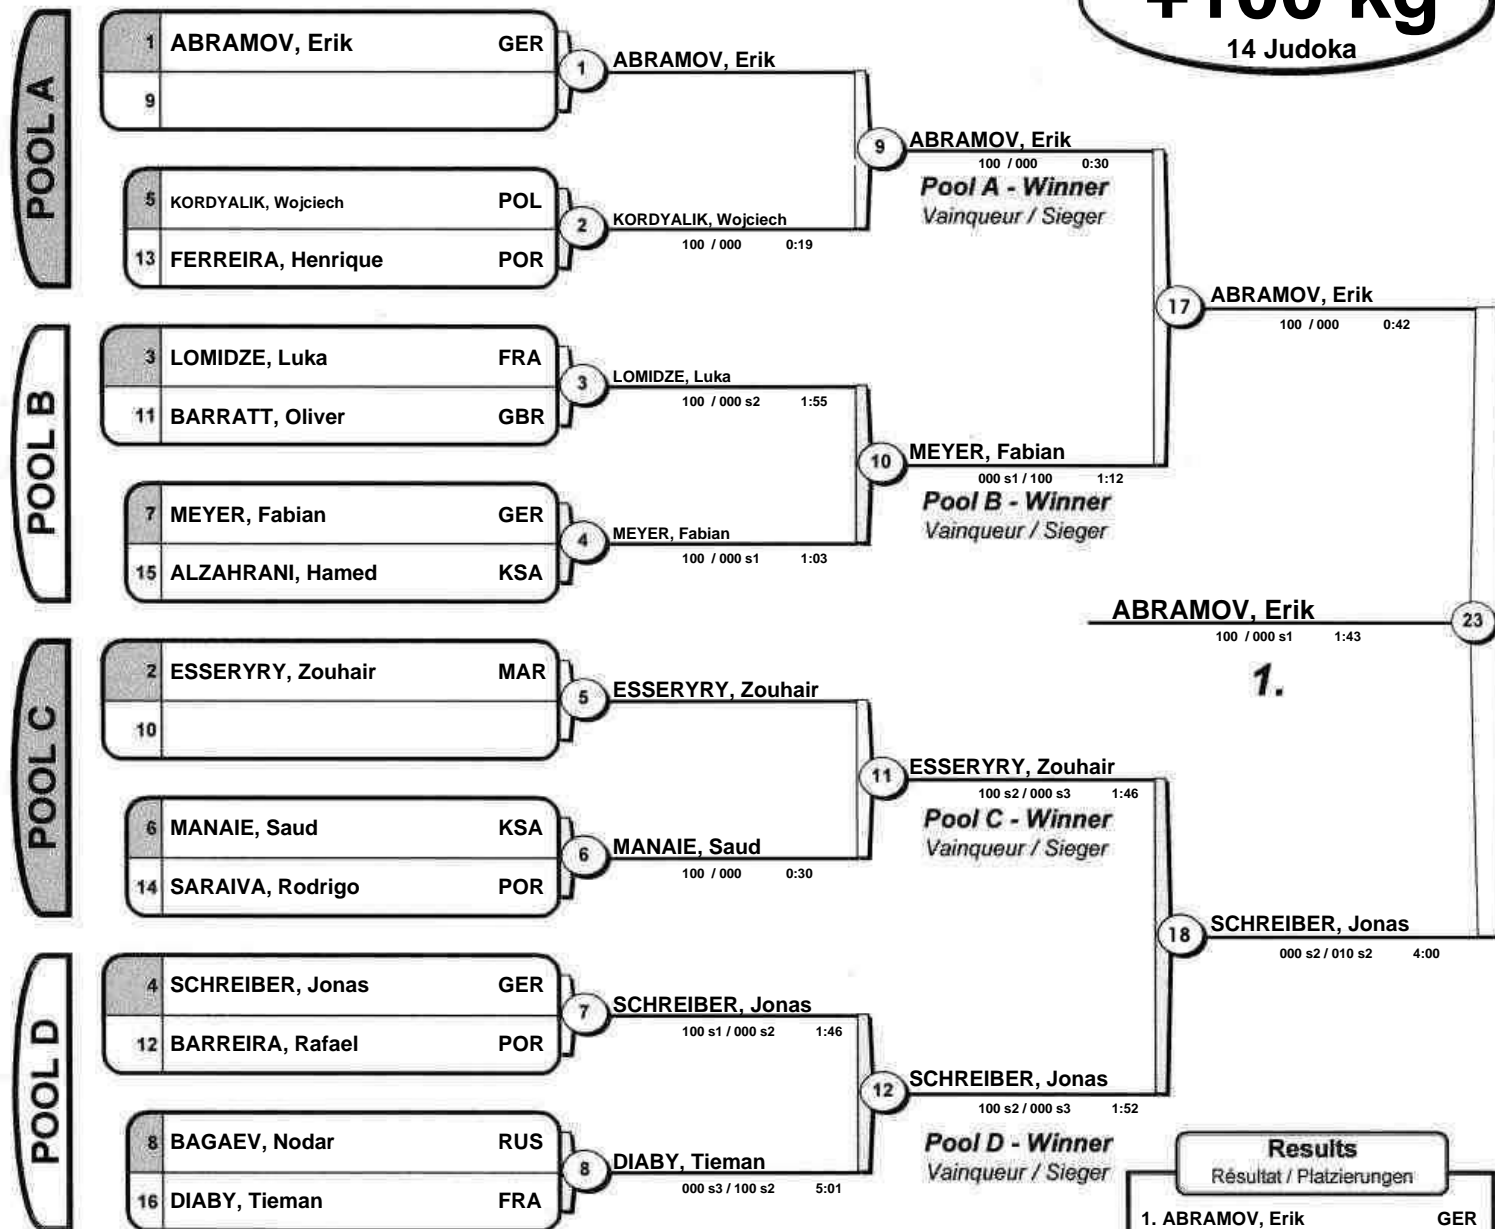 +100 kg
14 Judoka
POOL A
1 ABRAMOV, Erik GER
9
5 KORDYALIK, Wojciech POL
13 FERREIRA, Henrique POR
1 ABRAMOV, Erik
2 KORDYALIK, Wojciech
100 / 000 0:19
9 ABRAMOV, Erik
100 / 000 0:30
Pool A - Winner
Vainqueur / Sieger
POOL B
3 LOMIDZE, Luka FRA
11 BARRATT, Oliver GBR
7 MEYER, Fabian GER
15 ALZAHRANI, Hamed KSA
3 LOMIDZE, Luka
100 / 000 s2 1:55
4 MEYER, Fabian
100 / 000 s1 1:03
10 MEYER, Fabian
000 s1 / 100 1:12
Pool B - Winner
Vainqueur / Sieger
17 ABRAMOV, Erik
100 / 000 0:42
ABRAMOV, Erik 23
100 / 000 s1 1:43
1.
POOL C
2 ESSERYRY, Zouhair MAR
10
6 MANAIE, Saud KSA
14 SARAIVA, Rodrigo POR
5 ESSERYRY, Zouhair
6 MANAIE, Saud
100 / 000 0:30
11 ESSERYRY, Zouhair
100 s2 / 000 s3 1:46
Pool C - Winner
Vainqueur / Sieger
POOL D
4 SCHREIBER, Jonas GER
12 BARREIRA, Rafael POR
8 BAGAEV, Nodar RUS
16 DIABY, Tieman FRA
7 SCHREIBER, Jonas
100 s1 / 000 s2 1:46
8 DIABY, Tieman
000 s3 / 100 s2 5:01
12 SCHREIBER, Jonas
100 s2 / 000 s3 1:52
Pool D - Winner
Vainqueur / Sieger
18 SCHREIBER, Jonas
000 s2 / 010 s2 4:00
Results
Résultat / Platzierungen
1. ABRAMOV, Erik GER